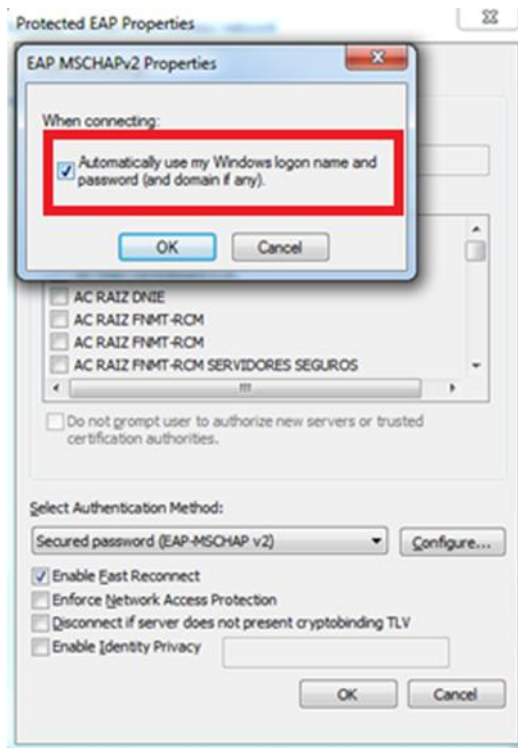 Protected EAP Properties
EAP MSCHAPv2 Properties
When connecting:
Automatically use my Windows logon name and
password (and domain if any).
OK
Cancel
AC RAIZ DNIE
AC RAIZ FNMT-RCM
AC RAIZ FNMT-RCM
AC RAIZ FNMT-RCM SERVIDORES SEGUROS
Do not prompt user to authorize new servers or trusted
certification authorities.
Select Authentication Method:
Secured password (EAP-MSCHAP v2)
Configure...
Enable Fast Reconnect
Enforce Network Access Protection
Disconnect if server does not present cryptobinding TLV
Enable Identity Privacy
OK
Cancel